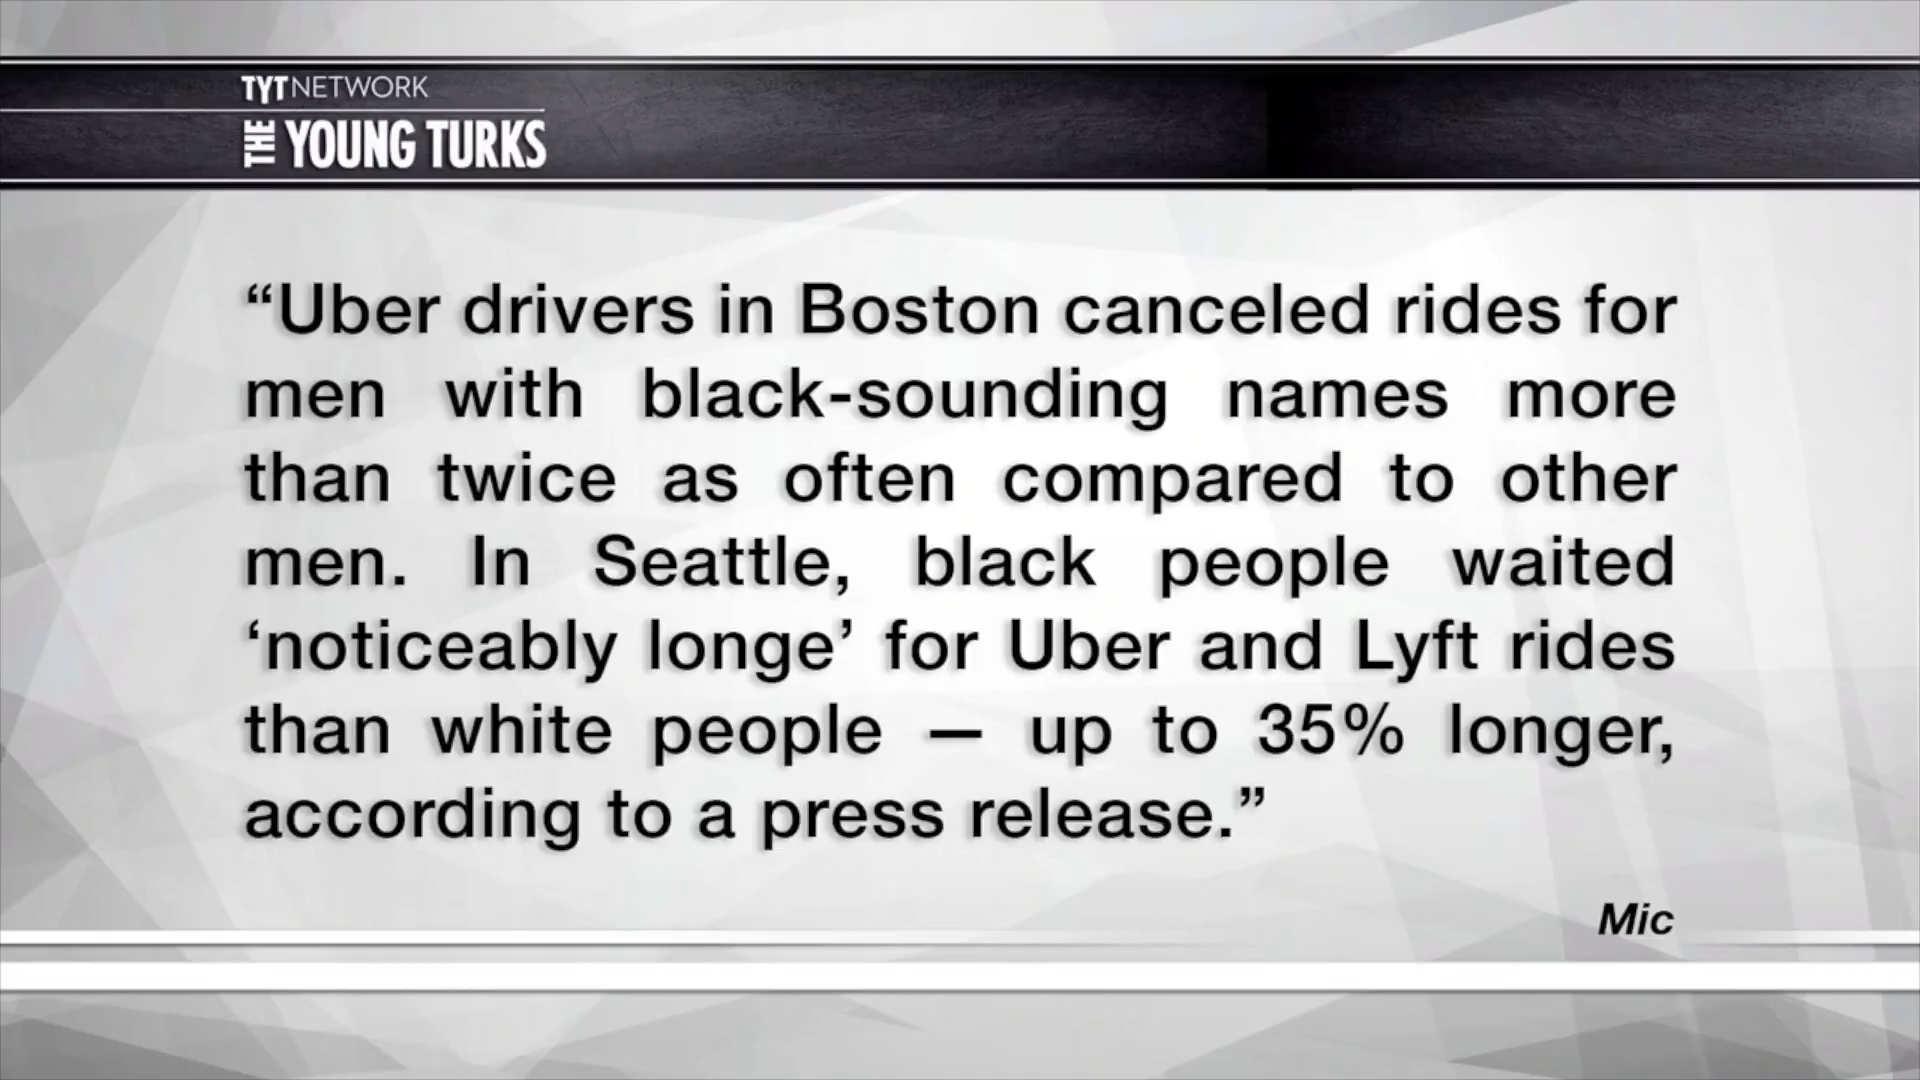 TYTNETWORK
THE YOUNG TURKS
“Uber drivers in Boston canceled rides for
men with black-sounding names more
than twice as often compared to other
men. In Seattle, black people waited
‘noticeably longe’ for Uber and Lyft rides
than white people — up to 35% longer,
according to a press release.”
Mic